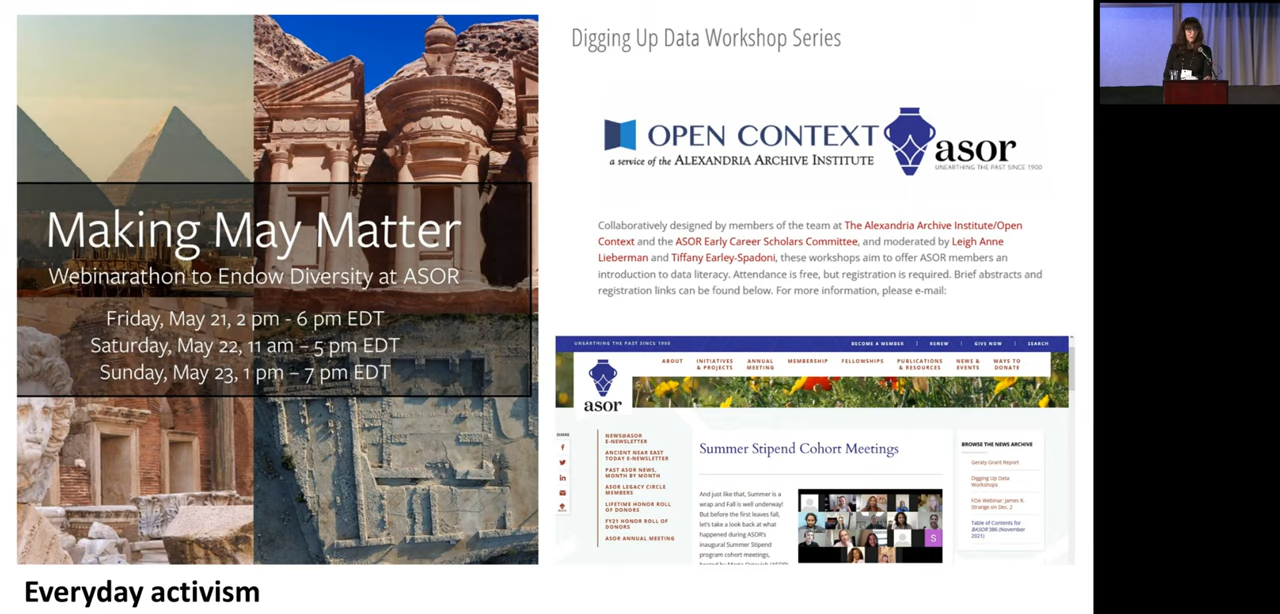 Making May Matter
Webinarathon to Endow Diversity at ASOR
Friday, May 21, 2 pm - 6 pm EDT
Saturday, May 22, 11 am – 5 pm EDT
Sunday, May 23, 1 pm – 7 pm EDT
Digging Up Data Workshop Series
OPEN CONTEXT
a service of the ALEXANDRIA ARCHIVE INSTITUTE
asor
UNEARTHING THE PAST SINCE 1900
Collaboratively designed by members of the team at The Alexandria Archive Institute/Open
Context and the ASOR Early Career Scholars Committee, and moderated by Leigh Anne
Lieberman and Tiffany Earley-Spadoni, these workshops aim to offer ASOR members an
introduction to data literacy. Attendance is free, but registration is required. Brief abstracts and
registration links can be found below. For more information, please e-mail:
UNEARTHING THE PAST SINCE 1900
BECOME A MEMBER | RENEW | GIVE NOW | SEARCH
ABOUT
INITIATIVES
& PROJECTS
ANNUAL
MEETING
MEMBERSHIP
FELLOWSHIPS
PUBLICATIONS
& RESOURCES
NEWS &
EVENTS
WAYS TO
DONATE
asor
SHARE
NEWS@ASOR
E-NEWSLETTER
ANCIENT NEAR EAST
TODAY E-NEWSLETTER
PAST ASOR NEWS,
MONTH BY MONTH
ASOR LEGACY CIRCLE
MEMBERS
LIFETIME HONOR ROLL
OF DONORS
FY21 HONOR ROLL OF
DONORS
ASOR ANNUAL MEETING
Summer Stipend Cohort Meetings
And just like that, Summer is a
wrap and Fall is well underway!
But before the first leaves fall,
let's take a look back at what
happened during ASOR's
inaugural Summer Stipend
program cohort meetings,
S
BROWSE THE NEWS ARCHIVE
Geraty Grant Report
Digging Up Data
Workshops
FOA Webinar: James R.
Strange on Dec. 2
Table of Contents for
BASOR 386 (November
2021)
Everyday activism